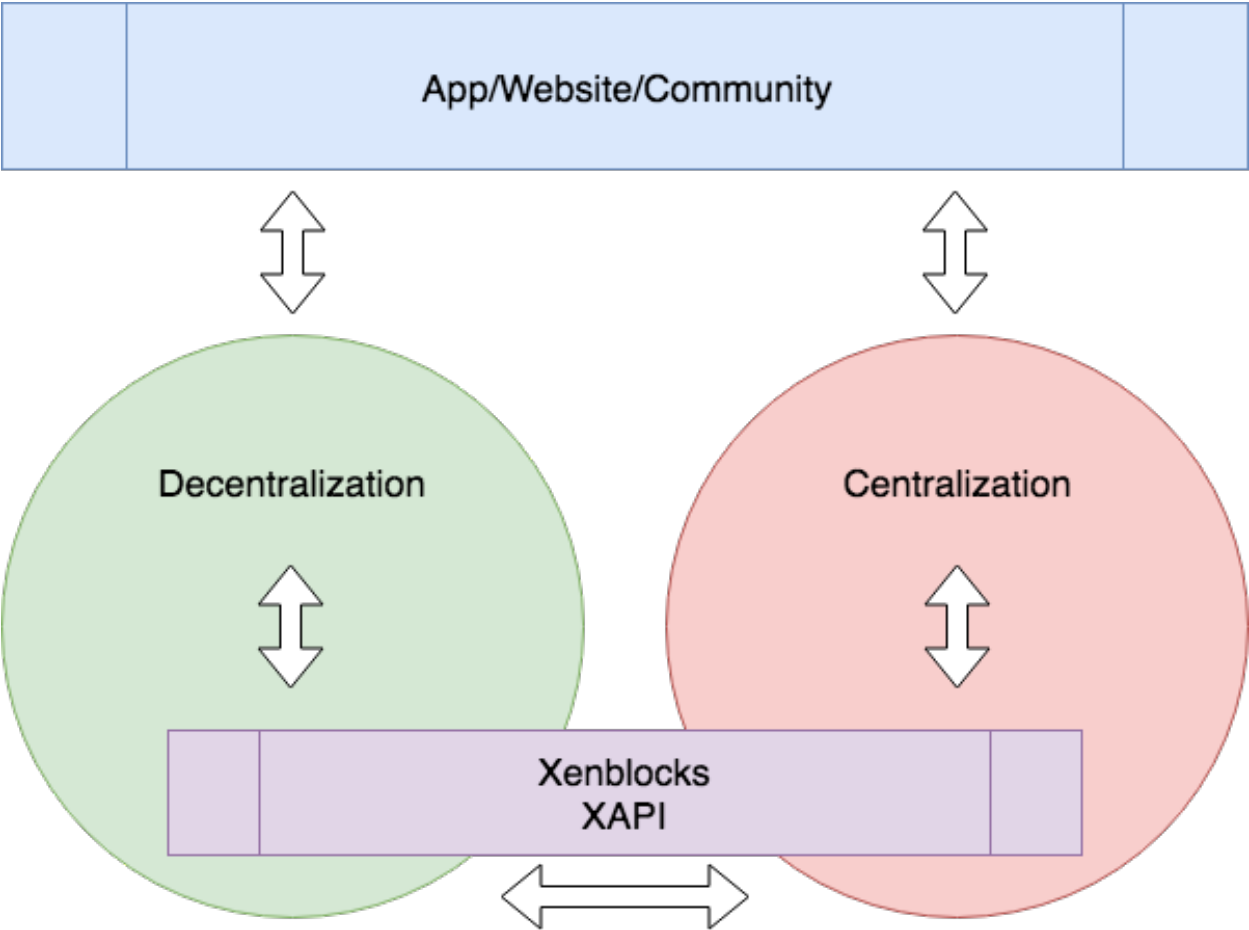 App/Website/Community
Decentralization
Centralization
Xenblocks
XAPI